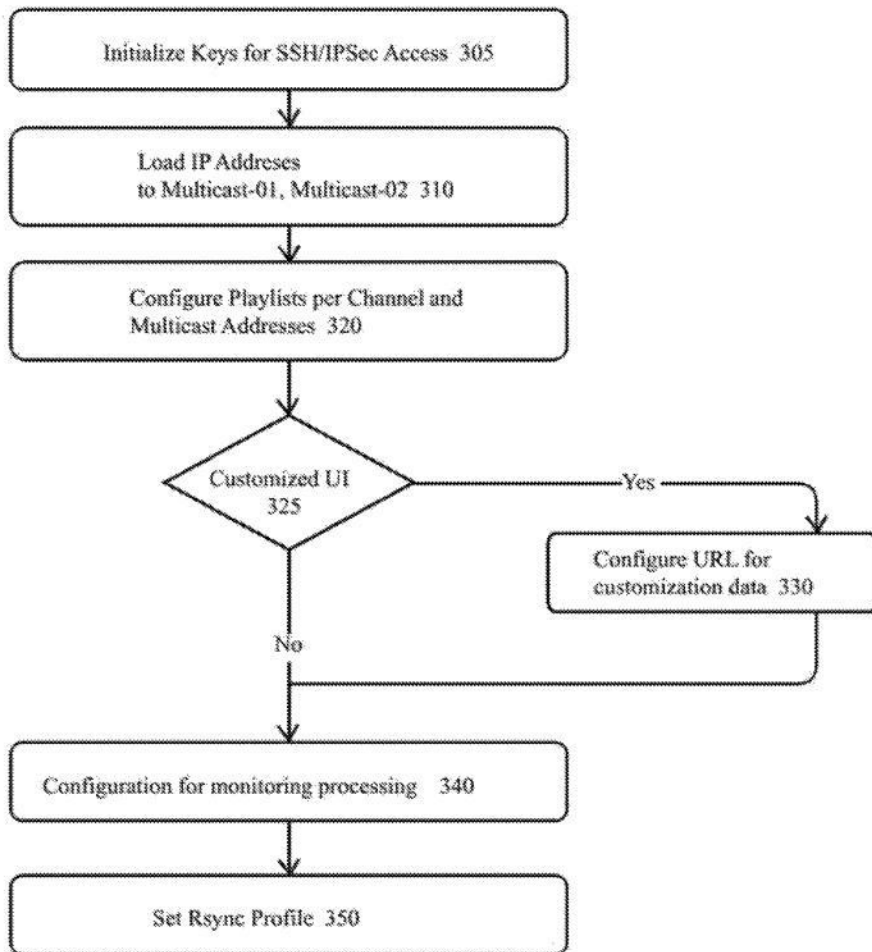 Initialize Keys for SSH/IPSec Access 305
Load IP Addreses
to Multicast-01, Multicast-02 310
Configure Playlists per Channel and
Multicast Addresses 320
Customized UI
325
Yes
Configure URL for
customization data 330
No
Configuration for monitoring processing 340
Set Rsync Profile 350